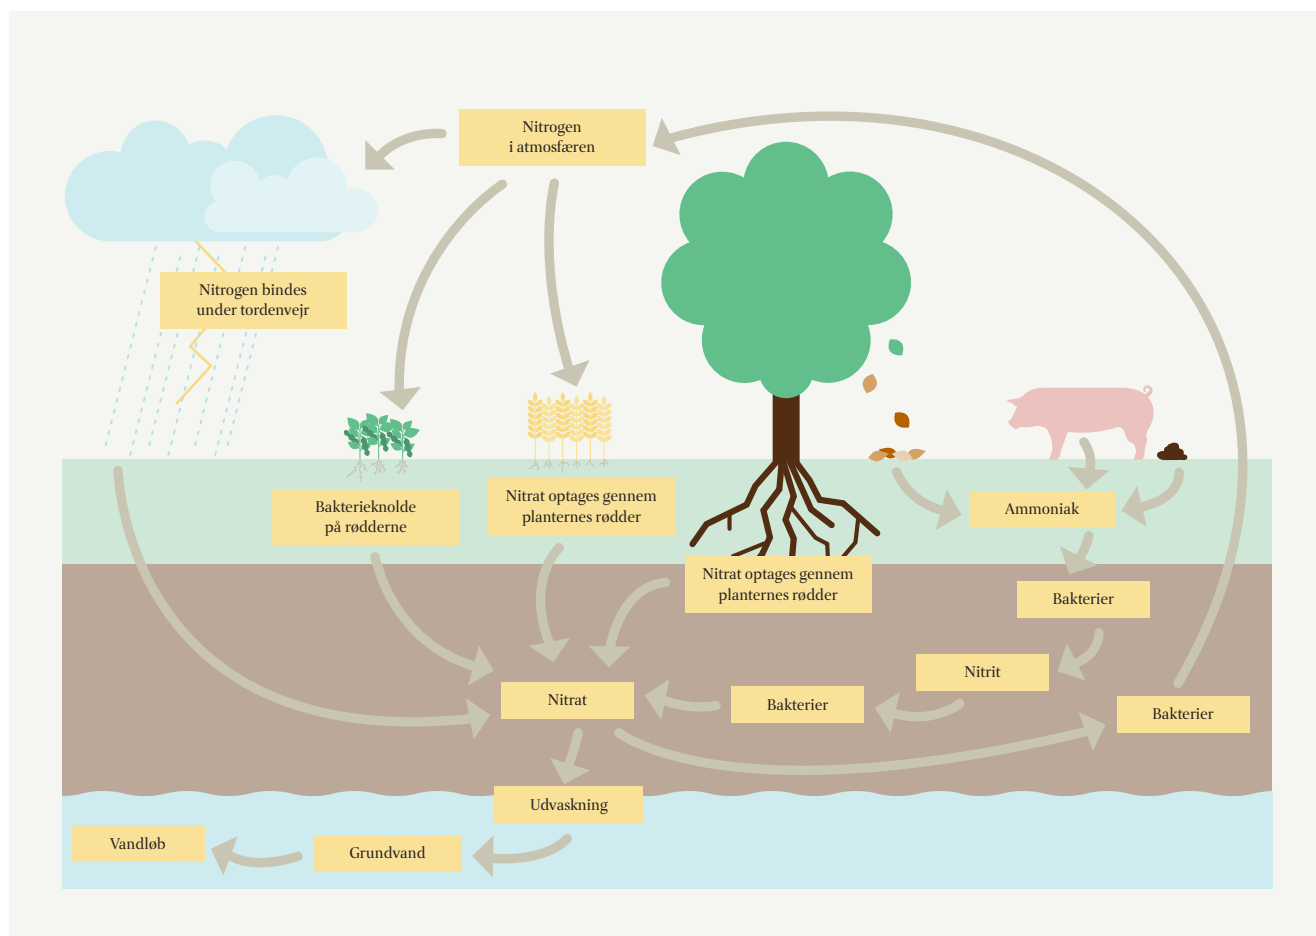 Nitrogen
i atmosfæren
Nitrogen bindes
under tordenvejr
Bakterieknolde
på rødderne
Nitrat optages gennem
planternes rødder
Ammoniak
Nitrat optages gennem
planternes rødder
Bakterier
Nitrit
Nitrat
Bakterier
Bakterier
Udvaskning
Vandløb
Grundvand